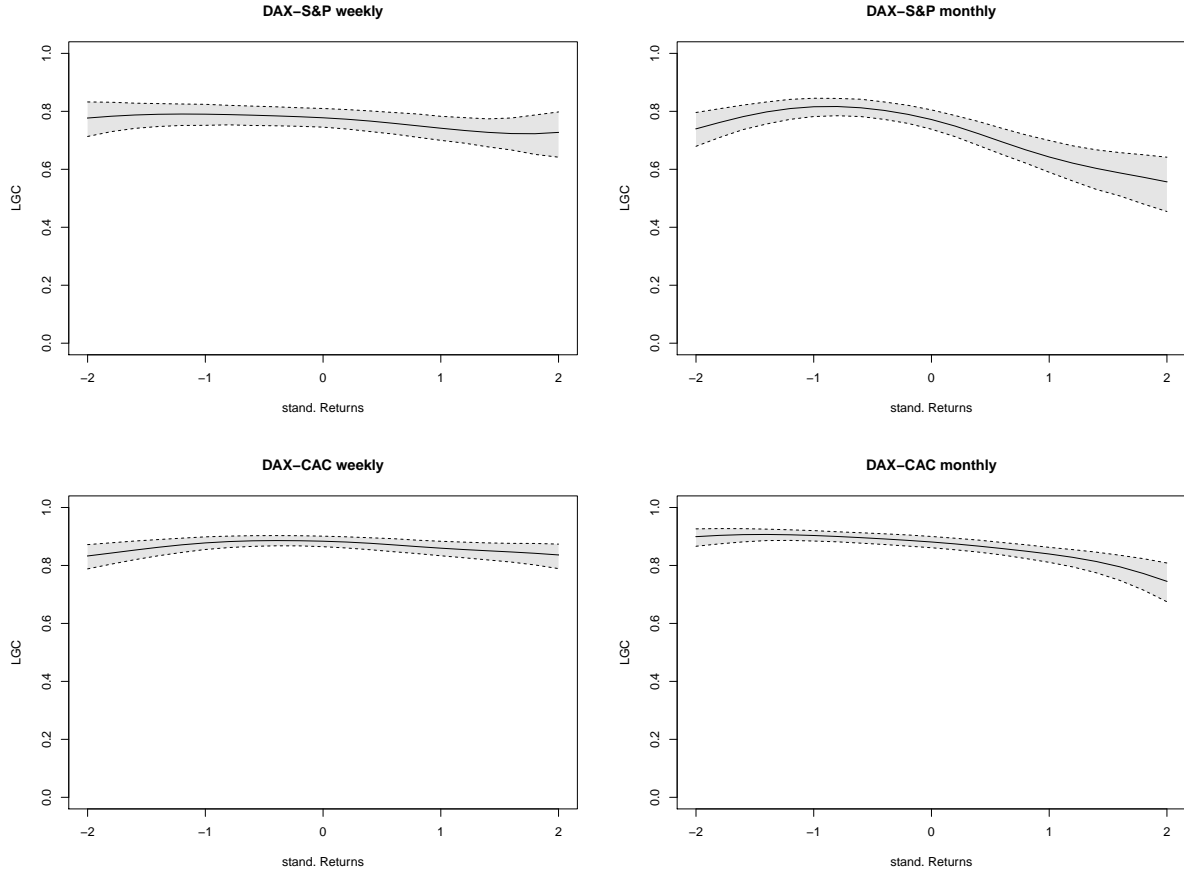 DAX−S&P weekly
LGC
0.0 0.2 0.4 0.6 0.8 1.0
−2 −1 0 1 2
stand. Returns
DAX−S&P monthly
LGC
0.0 0.2 0.4 0.6 0.8 1.0
−2 −1 0 1 2
stand. Returns
DAX−CAC weekly
LGC
0.0 0.2 0.4 0.6 0.8 1.0
−2 −1 0 1 2
stand. Returns
DAX−CAC monthly
LGC
0.0 0.2 0.4 0.6 0.8 1.0
−2 −1 0 1 2
stand. Returns